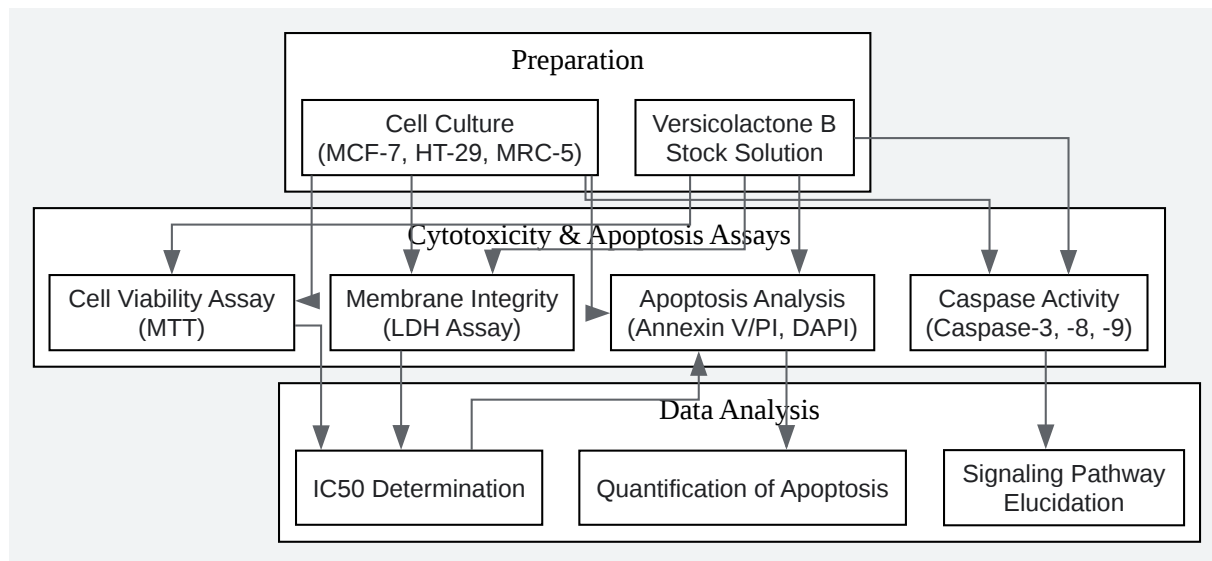 Preparation
Cell Culture
(MCF-7, HT-29, MRC-5)
Versicolactone B
Stock Solution
Cytotoxicity & Apoptosis Assays
Cell Viability Assay
(MTT)
Membrane Integrity
(LDH Assay)
Apoptosis Analysis
(Annexin V/PI, DAPI)
Caspase Activity
(Caspase-3, -8, -9)
Data Analysis
IC50 Determination
Quantification of Apoptosis
Signaling Pathway
Elucidation